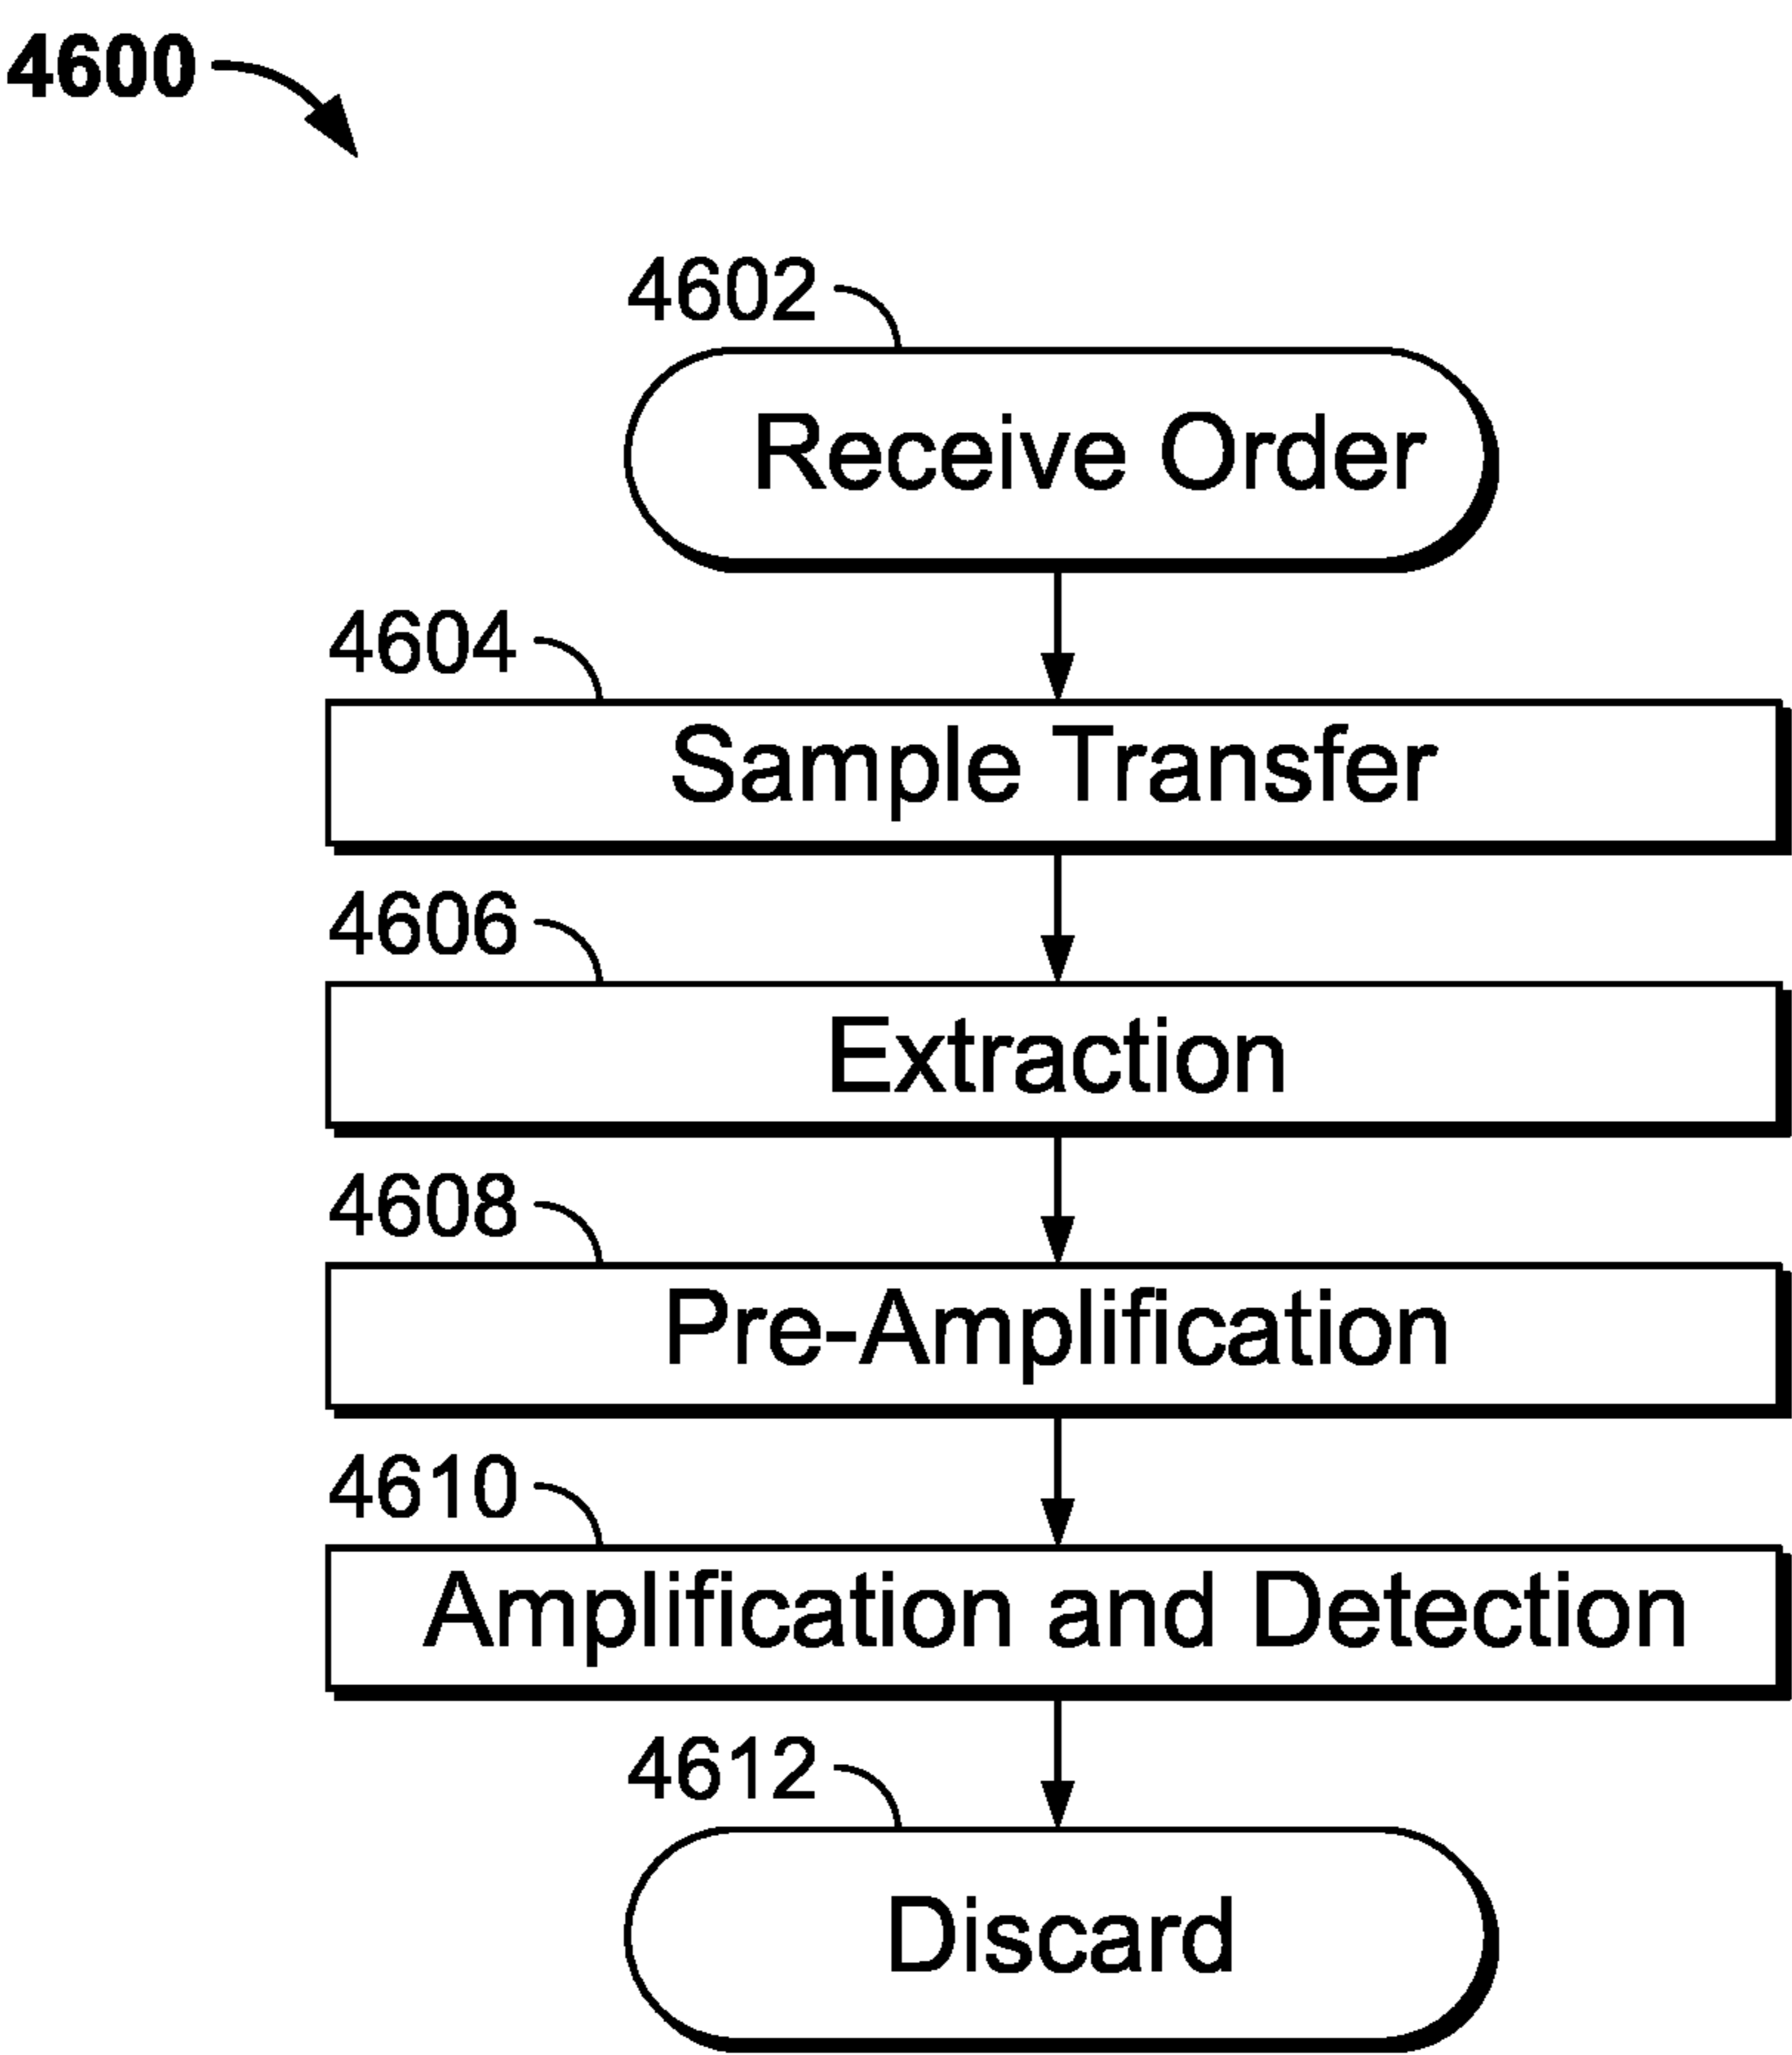 4600
4602
Receive Order
4604
Sample Transfer
4606
Extraction
4608
Pre-Amplification
4610
Amplification and Detection
4612
Discard